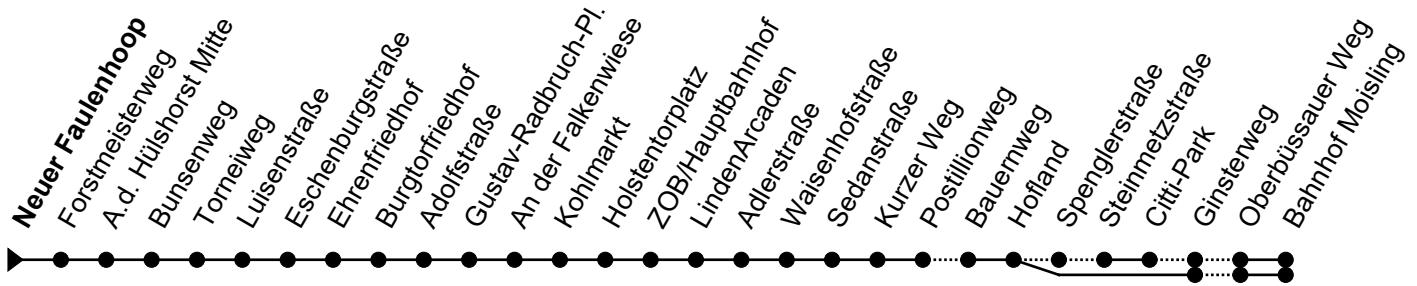 Neuer Faulenhoop
Forstmeisterweg
A.d. Hülshorst Mitte
Bunsenweg
Torneiweg
Luisenstraße
Eschenburgstraße
Ehrenfriedhof
Burgtorfriedhof
Adolfstraße
Gustav-Radbruch-Pl.
An der Falkenwiese
Kohlmarkt
Holstentorplatz
ZOB/Hauptbahnhof
LindenArcaden
Adlerstraße
Waisenhofstraße
Sedanstraße
Kurzer Weg
Postillionweg
Bauernweg
Hofland
Spenglerstraße
Steinmetzstraße
Citti-Park
Ginsterweg
Oberbüssauer Weg
Bahnhof Moisling